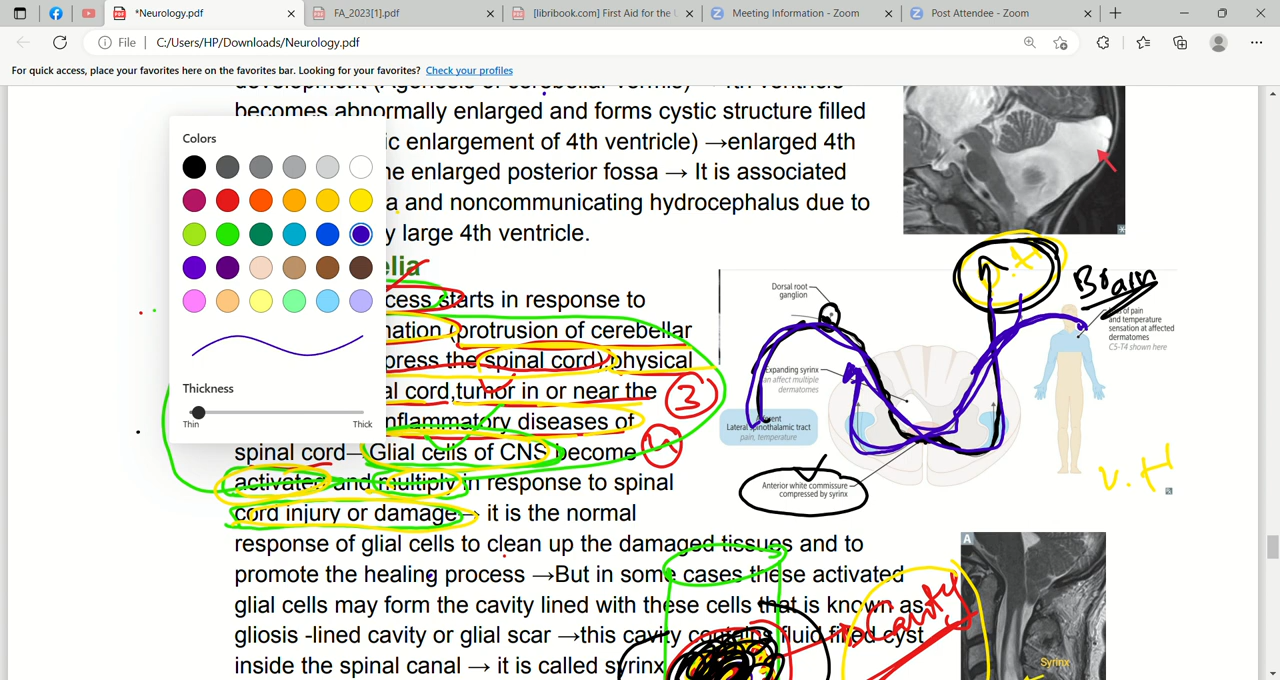 *Neurology.pdf
FA_2023[1].pdf
[libribook.com] First Aid for the U
Meeting Information - Zoom
Post Attendee - Zoom
File
C:/Users/HP/Downloads/Neurology.pdf
For quick access, place your favorites here on the favorites bar. Looking for your favorites? Check your profiles
becomes abnormally enlarged and forms cystic structure filled
ic enlargement of 4th ventricle) →enlarged 4th
enlarged posterior fossa → It is associated
and noncommunicating hydrocephalus due to
y large 4th ventricle.
elia
cess starts in response to
nation (protrusion of cerebellar
press the spinal cord),physical
al cord,tumor in or near the
nflammatory diseases of
spinal cord→ Glial cells of CNS become
activated and multiply in response to spinal
cord injury or damage→ it is the normal
response of glial cells to clean up the damaged tissues and to
promote the healing process →But in some cases these activated
glial cells may form the cavity lined with these cells that is known as
gliosis -lined cavity or glial scar →this cavity contains fluid filled cyst
inside the spinal canal → it is called syrinx
Colors
Thickness
Thin
Thick
3
Dorsal root
ganglion
Expanding syrinx
can affect multiple
dermatomes
Afferent
Lateral spinothalamic tract
pain, temperature
Anterior white commissure
compressed by syrinx
Brain
of pain
and temperature
sensation at affected
dermatomes
C5-T4 shown here
V.H
Cavity
A
Syrinx